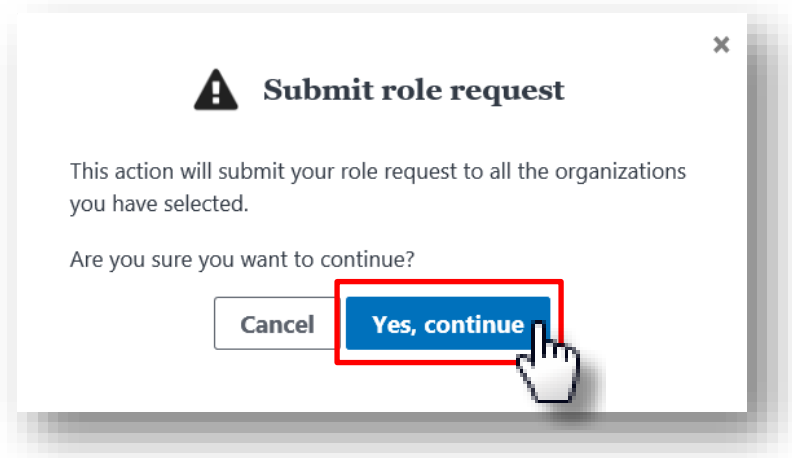 Submit role request
This action will submit your role request to all the organizations
you have selected.
Are you sure you want to continue?
Cancel
Yes, continue